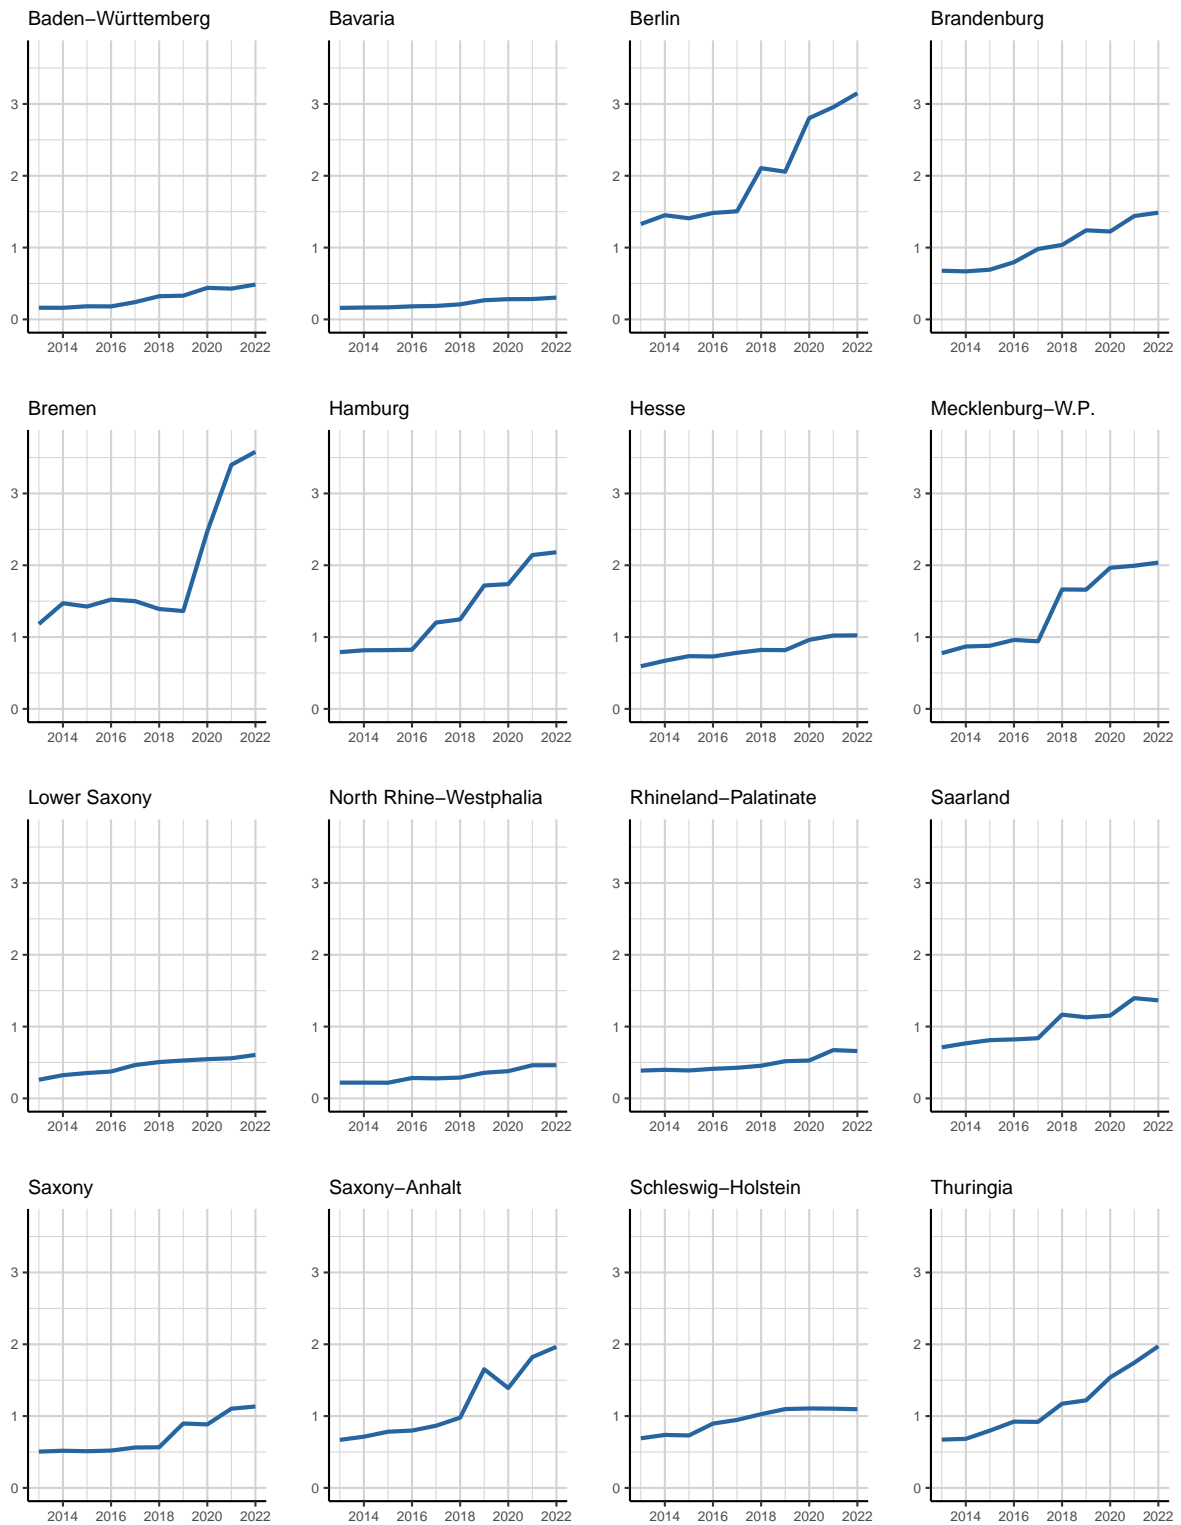 Baden−Württemberg Bavaria Berlin Brandenburg
3 3 3 3
2 2 2 2
1 1 1 1
0 0 0 0
2014 2016 2018 2020 2022 2014 2016 2018 2020 2022 2014 2016 2018 2020 2022 2014 2016 2018 2020 2022
Bremen Hamburg Hesse Mecklenburg−W.P.
3 3 3 3
2 2 2 2
1 1 1 1
0 0 0 0
2014 2016 2018 2020 2022 2014 2016 2018 2020 2022 2014 2016 2018 2020 2022 2014 2016 2018 2020 2022
Lower Saxony North Rhine−Westphalia Rhineland−Palatinate Saarland
3 3 3 3
2 2 2 2
1 1 1 1
0 0 0 0
2014 2016 2018 2020 2022 2014 2016 2018 2020 2022 2014 2016 2018 2020 2022 2014 2016 2018 2020 2022
Saxony Saxony−Anhalt Schleswig−Holstein Thuringia
3 3 3 3
2 2 2 2
1 1 1 1
0 0 0 0
2014 2016 2018 2020 2022 2014 2016 2018 2020 2022 2014 2016 2018 2020 2022 2014 2016 2018 2020 2022